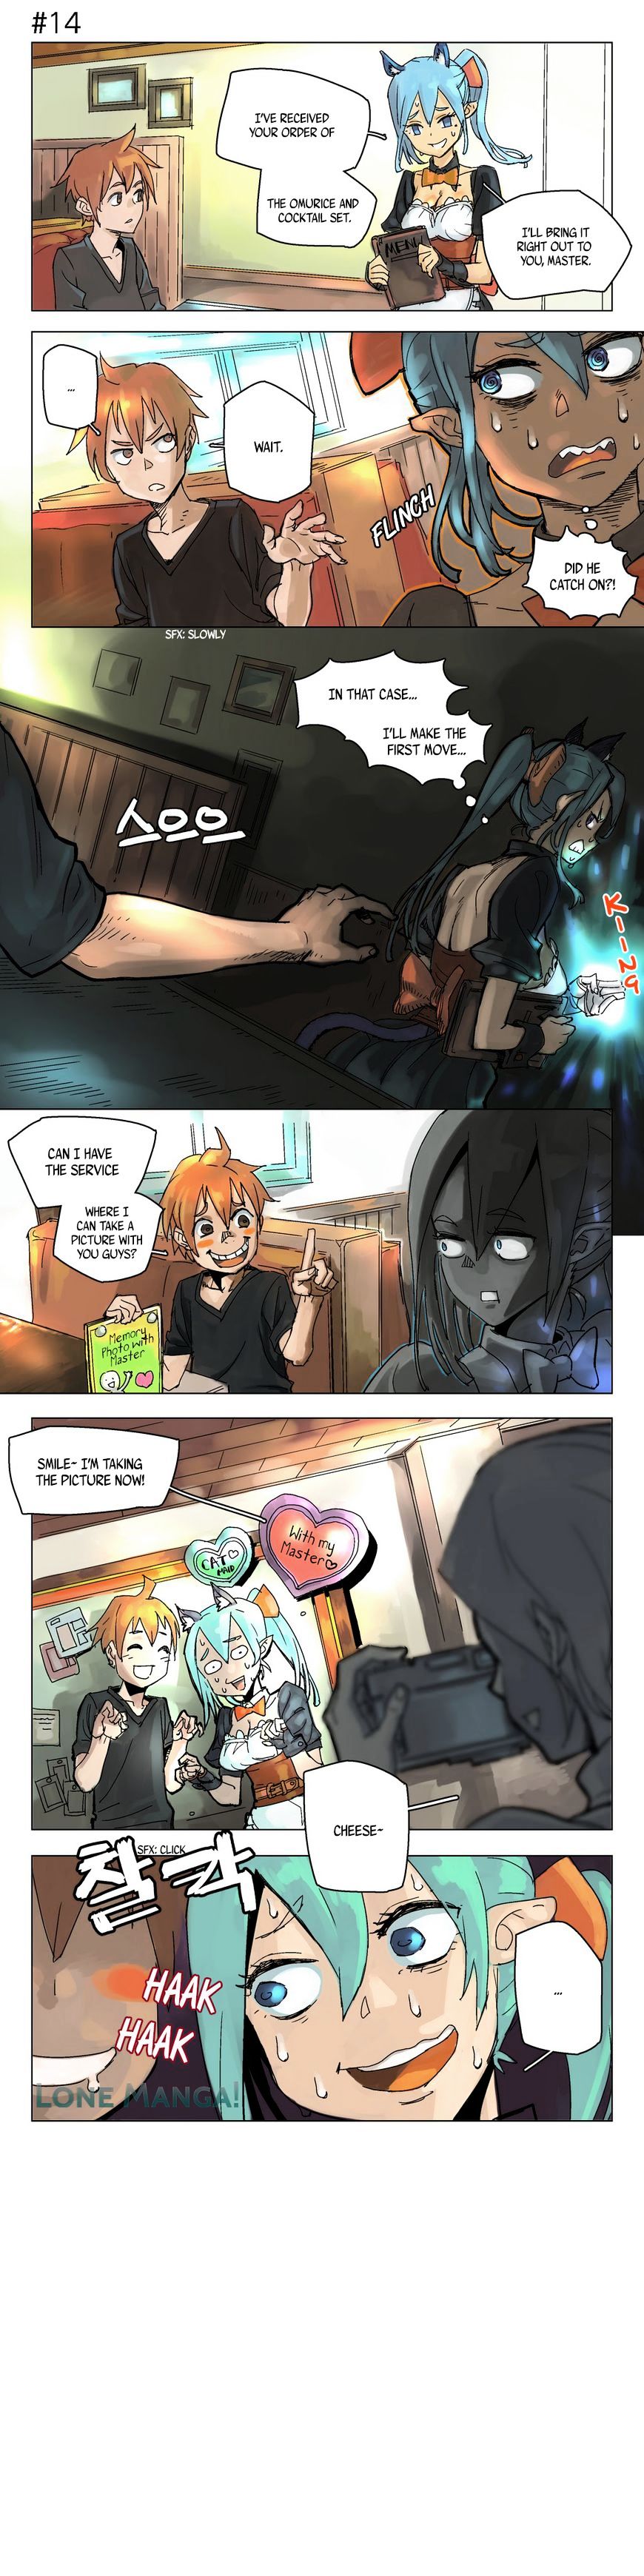 #14
I'VE RECEIVED
YOUR ORDER OF
THE OMURICE AND
COCKTAIL SET.
MENU
I'LL BRING IT
RIGHT OUT TO
YOU, MASTER.
...
WAIT.
FLINCH
DID HE
CATCH ON?!
SFX: SLOWLY
IN THAT CASE...
I'LL MAKE THE
FIRST MOVE...
스으으
K--ING
CAN I HAVE
THE SERVICE
WHERE I
CAN TAKE A
PICTURE WITH
YOU GUYS?
Memory
Photo with
Master
SMILE~ I'M TAKING
THE PICTURE NOW!
With my
Master♡
CAT♡
MAID
CHEESE~
SFX: CLICK
찰칵
HAAK
HAAK
...
LONE MANGA!